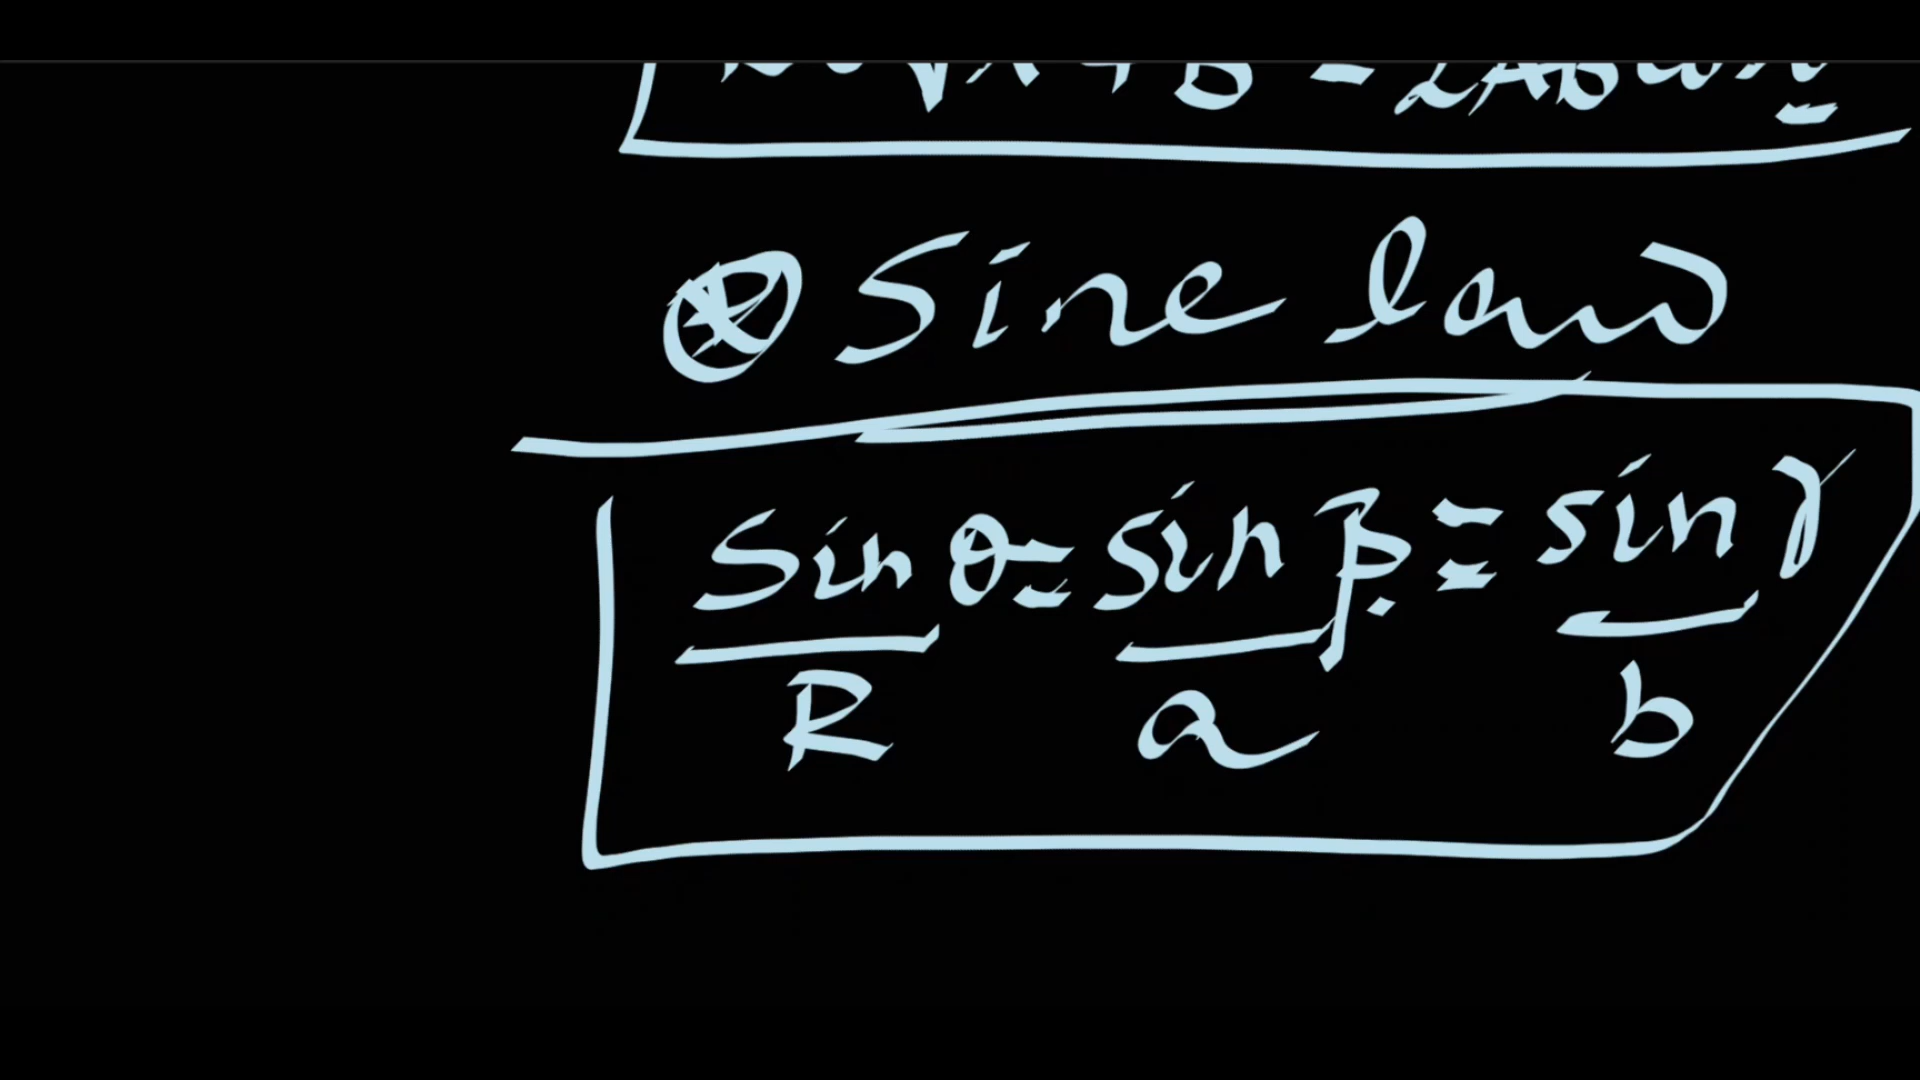 ⊛ Sine law
Sin θ = sin β = sin γ
R a b